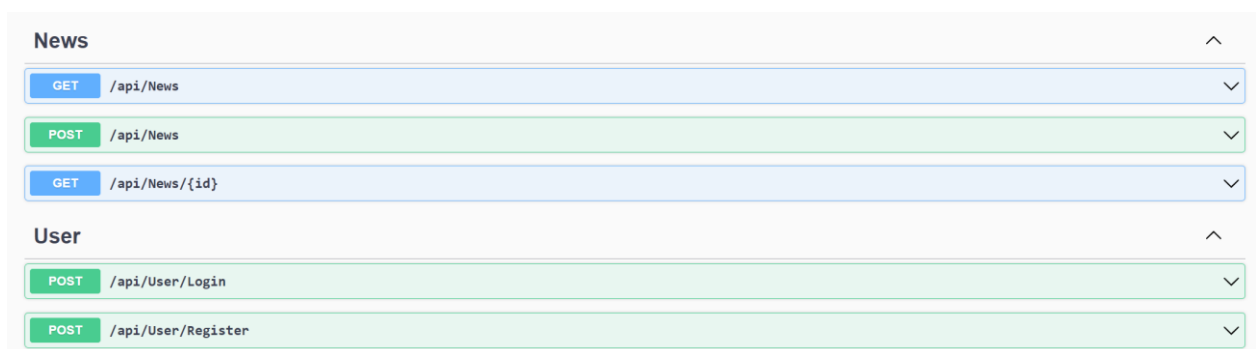 News
GET /api/News
POST /api/News
GET /api/News/{id}
User
POST /api/User/Login
POST /api/User/Register